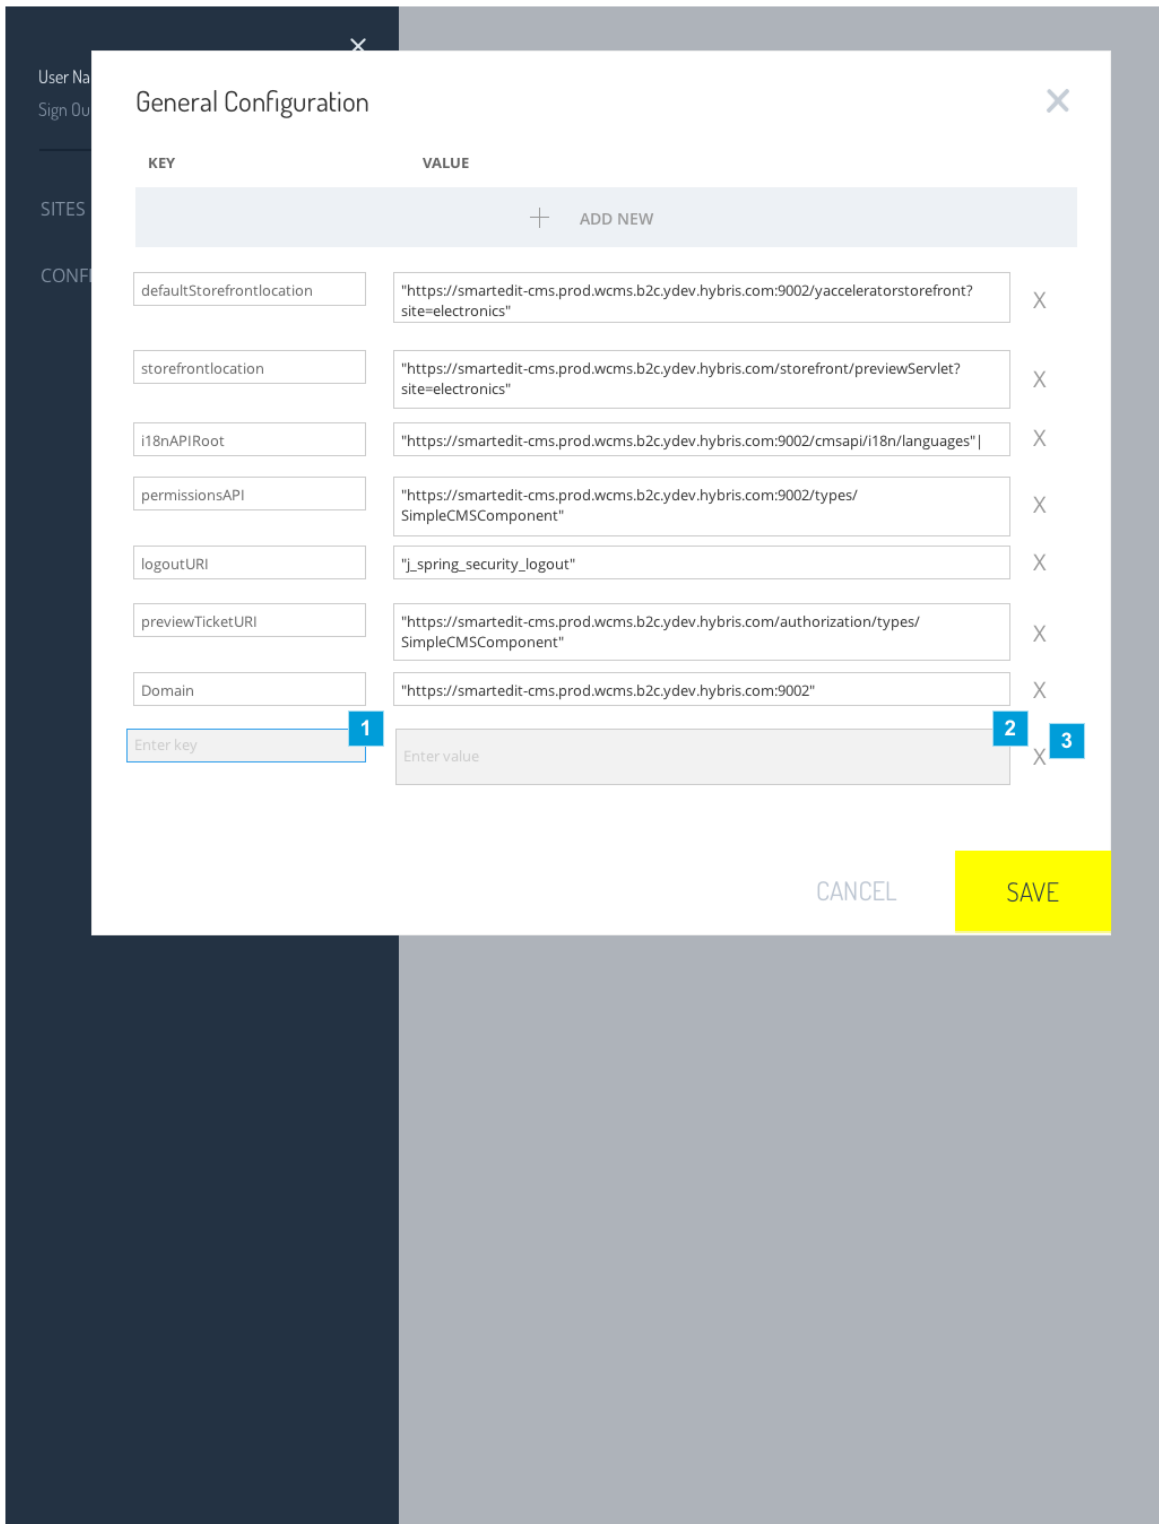 User Na
Sign Ou
SITES
CONFI
General Configuration
KEY VALUE
ADD NEW
defaultStorefrontlocation
"https://smartedit-cms.prod.wcms.b2c.ydev.hybris.com:9002/yacceleratorstorefront?
site=electronics"
X
storefrontlocation
"https://smartedit-cms.prod.wcms.b2c.ydev.hybris.com/storefront/previewServlet?
site=electronics"
X
i18nAPIRoot
"https://smartedit-cms.prod.wcms.b2c.ydev.hybris.com:9002/cmsapi/i18n/languages"|
X
permissionsAPI
"https://smartedit-cms.prod.wcms.b2c.ydev.hybris.com:9002/types/
SimpleCMSComponent"
X
logoutURI
"j_spring_security_logout"
X
previewTicketURI
"https://smartedit-cms.prod.wcms.b2c.ydev.hybris.com/authorization/types/
SimpleCMSComponent"
X
Domain
"https://smartedit-cms.prod.wcms.b2c.ydev.hybris.com:9002"
X
Enter key
1
Enter value
2
X
3
CANCEL
SAVE